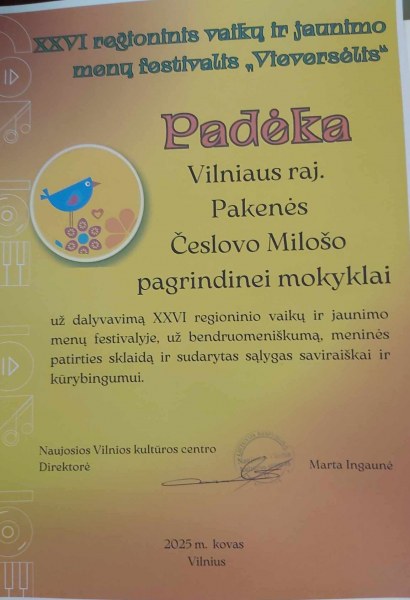 XXVI regioninis vaikų ir jaunimo
menų festivalis „Vieversėlis“
Padėka
Vilniaus raj.
Pakenės
Česlovo Milošo
pagrindinei mokyklai
už dalyvavimą XXVI regioninio vaikų ir jaunimo
menų festivalyje, už bendruomeniškumą, meninės
patirties sklaidą ir sudarytas sąlygas saviraiškai ir
kūrybingumui.
Naujosios Vilnios kultūros centro
Direktorė
Marta Ingaunė
2025 m. kovas
Vilnius